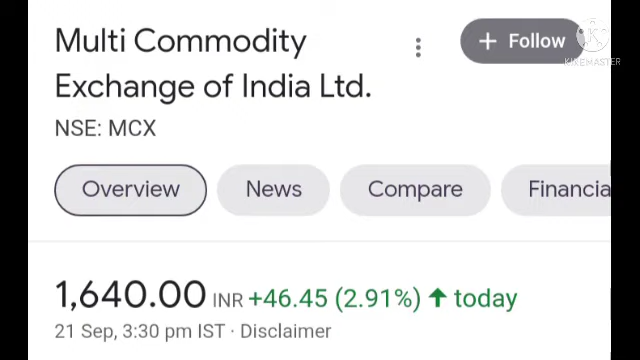 Multi Commodity
Exchange of India Ltd.
+ Follow
KINEMASTER
NSE: MCX
Overview News Compare Financia
1,640.00 INR +46.45 (2.91%) ↑ today
21 Sep, 3:30 pm IST · Disclaimer